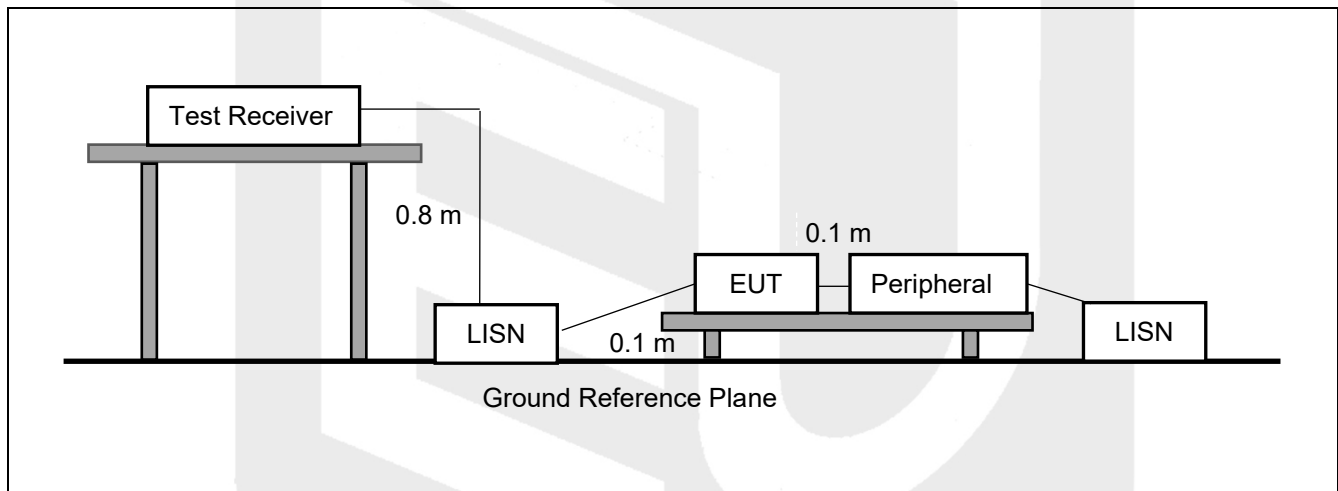 Test Receiver
0.8 m
0.1 m
EUT
Peripheral
LISN
0.1 m
LISN
Ground Reference Plane